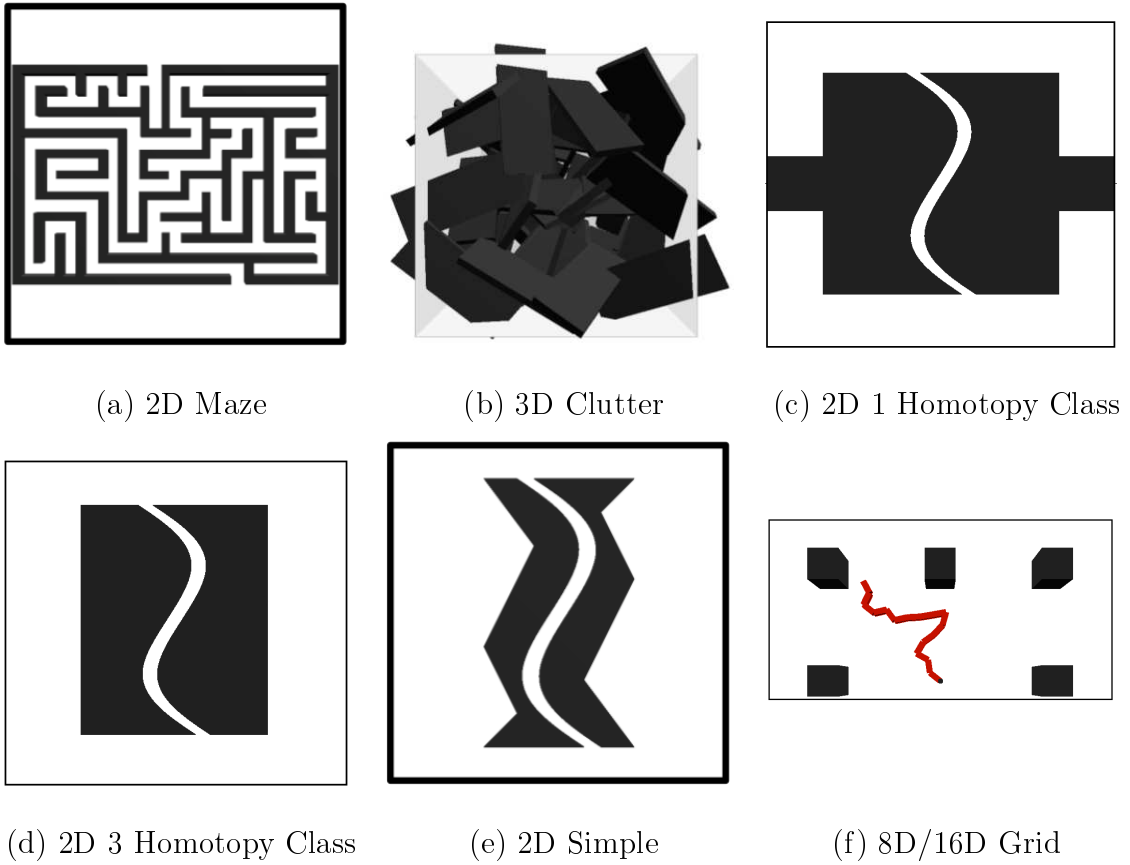 (a) 2D Maze
(b) 3D Clutter
(c) 2D 1 Homotopy Class
(d) 2D 3 Homotopy Class
(e) 2D Simple
(f) 8D/16D Grid